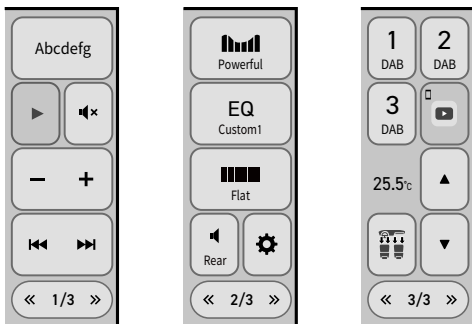 Abcdefg
− +
« 1/3 »
Powerful
EQ
Custom1
Flat
Rear
« 2/3 »
1 2
DAB DAB
3
DAB
25.5°c
« 3/3 »